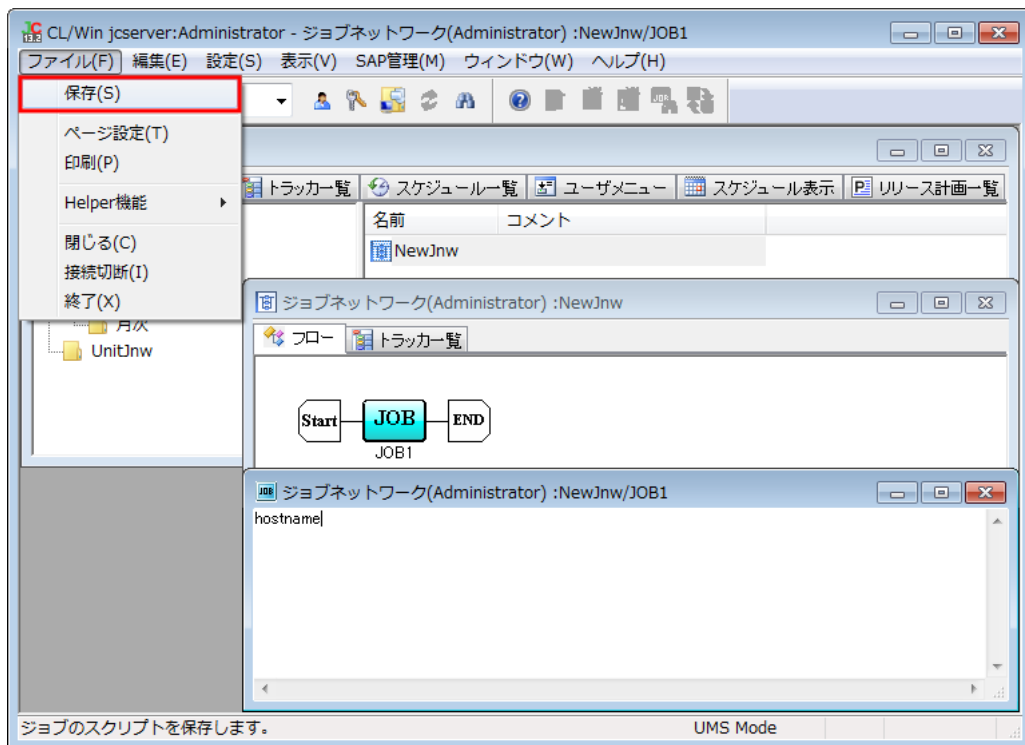 CL/Win jcserver:Administrator - ジョブネットワーク(Administrator) :NewJnw/JOB1
ファイル(F) 編集(E) 設定(S) 表示(V) SAP管理(M) ウィンドウ(W) ヘルプ(H)
保存(S)
ページ設定(T)
印刷(P)
Helper機能
閉じる(C)
接続切断(I)
終了(X)
トラッカ一覧 スケジュール一覧 ユーザメニュー スケジュール表示 リリース計画一覧
名前 コメント
NewJnw
月次
UnitJnw
ジョブネットワーク(Administrator) :NewJnw
フロー トラッカ一覧
Start JOB END
JOB1
ジョブネットワーク(Administrator) :NewJnw/JOB1
hostname
ジョブのスクリプトを保存します。 UMS Mode